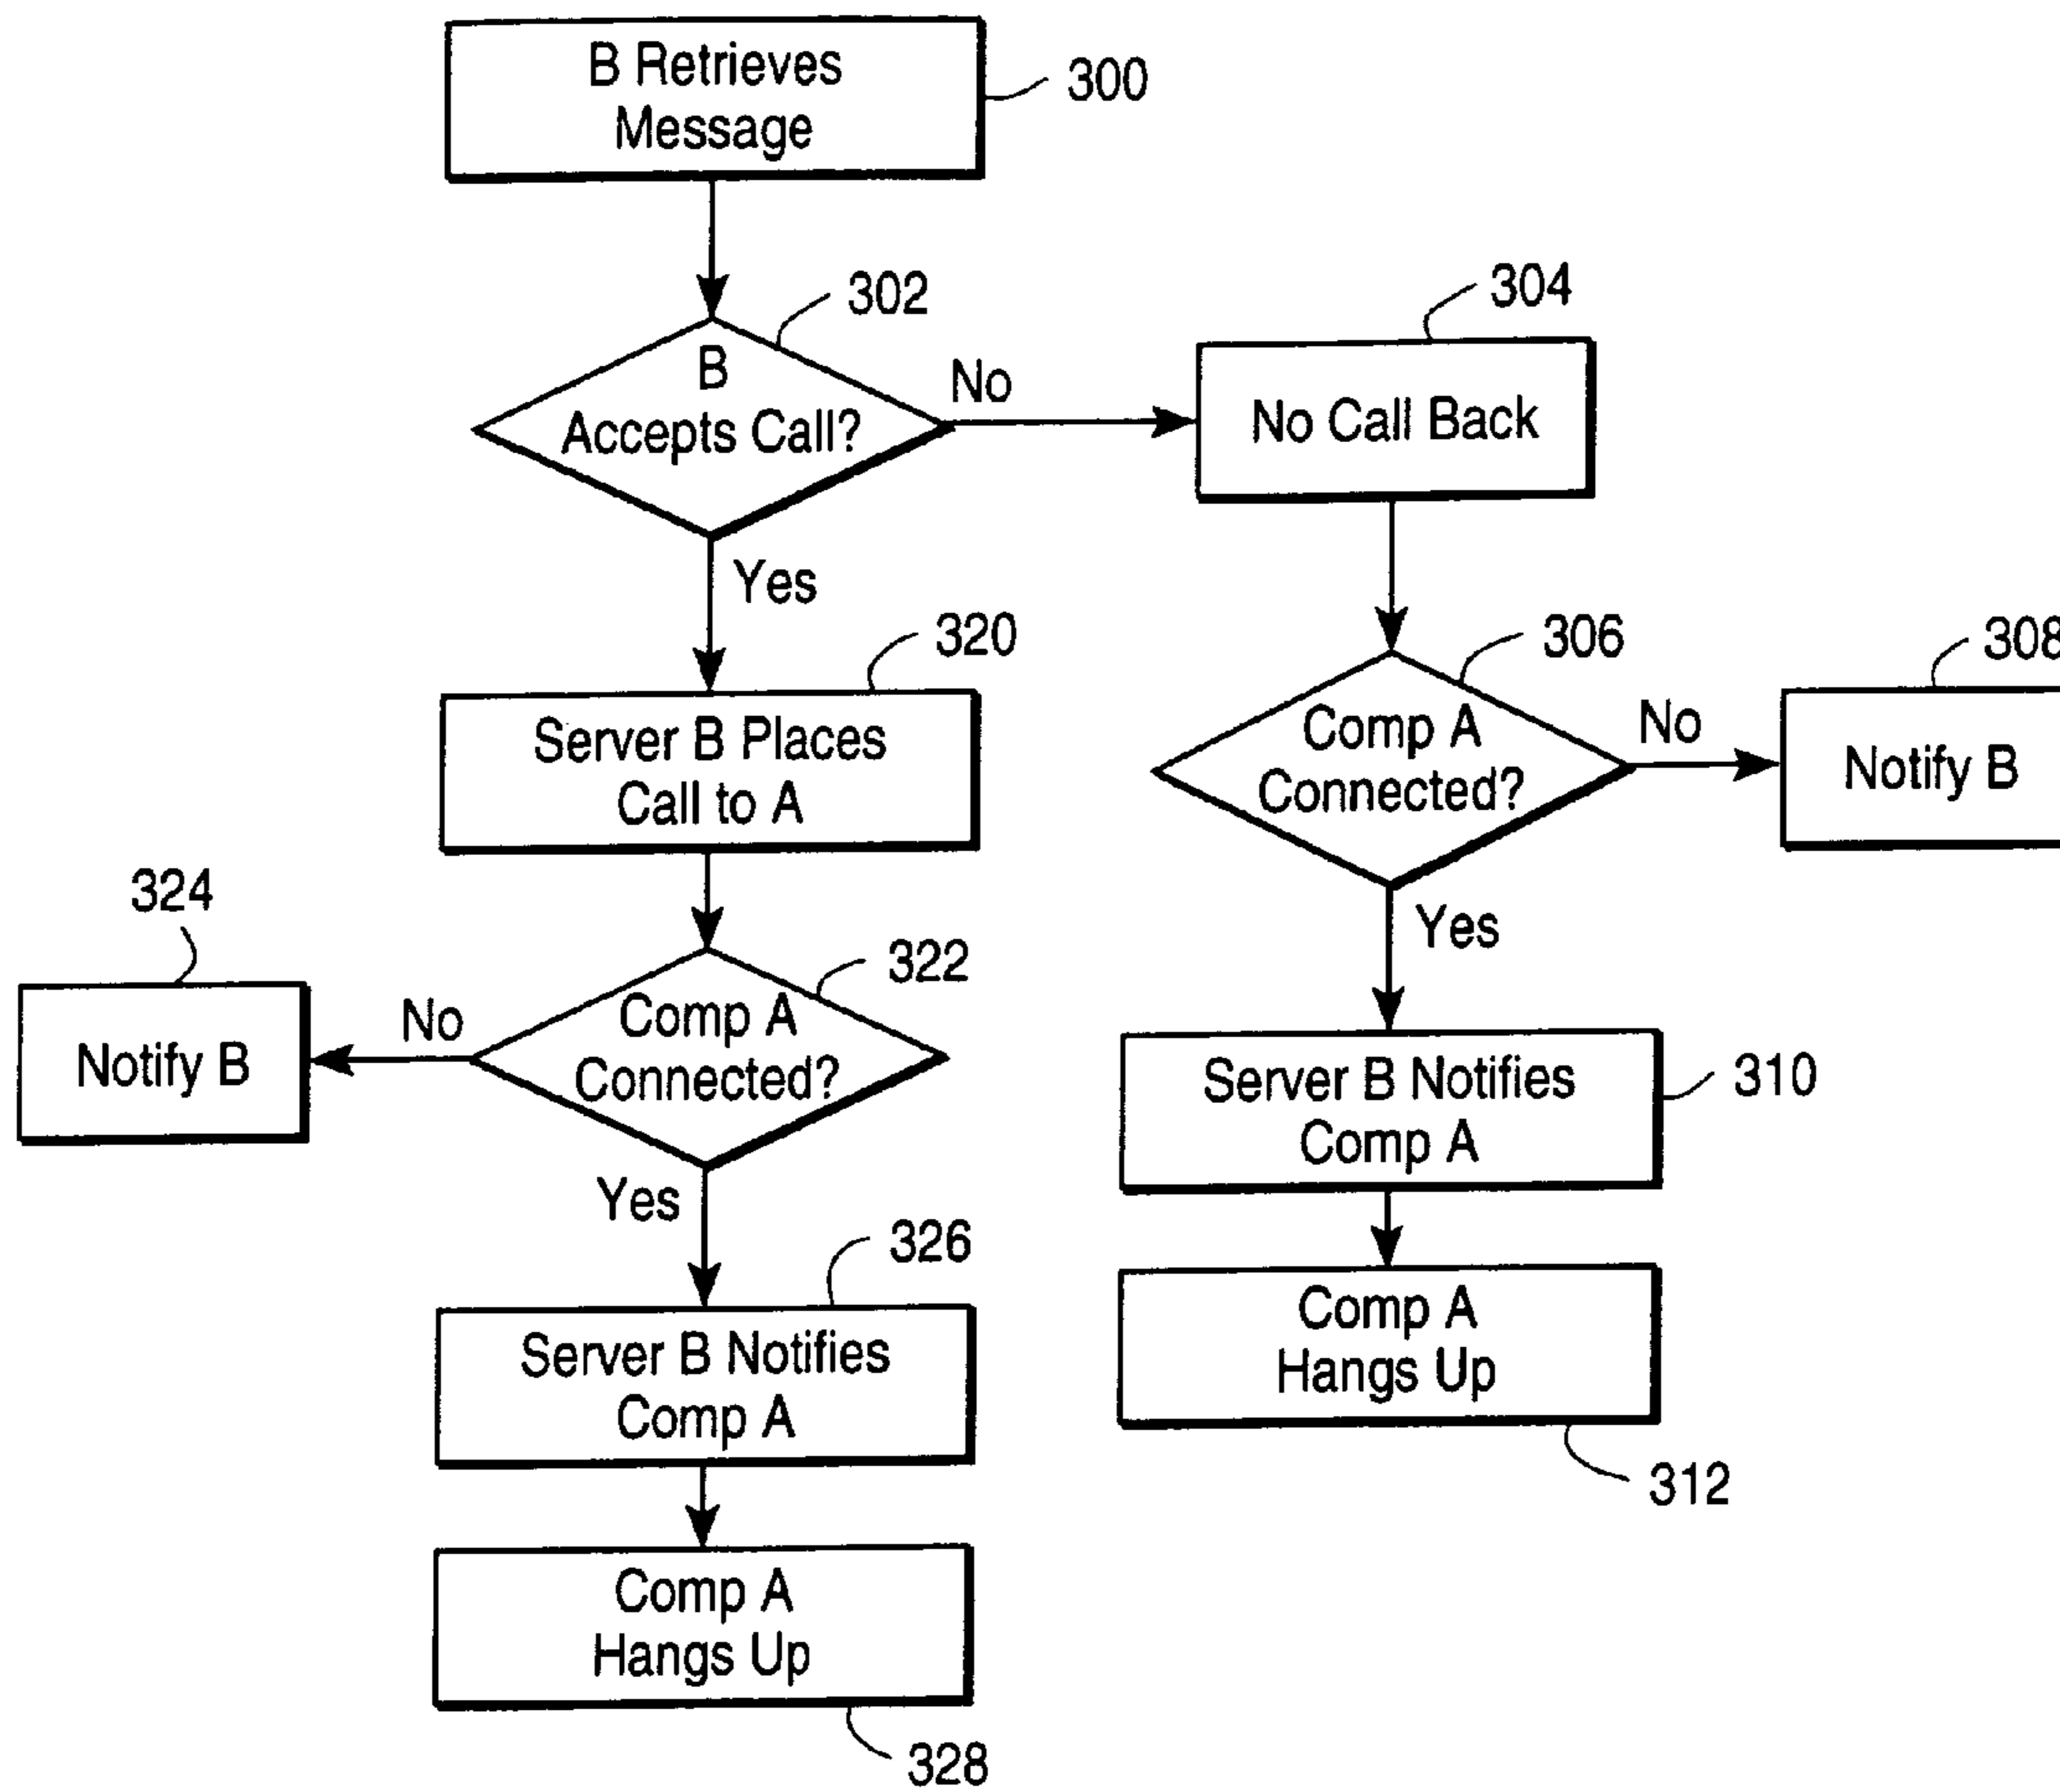 B Retrieves
Message
300
302
B
Accepts Call?
No
304
No Call Back
Yes
320
Server B Places
Call to A
306
Comp A
Connected?
No
308
Notify B
Yes
324
Notify B
No
322
Comp A
Connected?
Yes
310
Server B Notifies
Comp A
326
Server B Notifies
Comp A
Comp A
Hangs Up
312
Comp A
Hangs Up
328